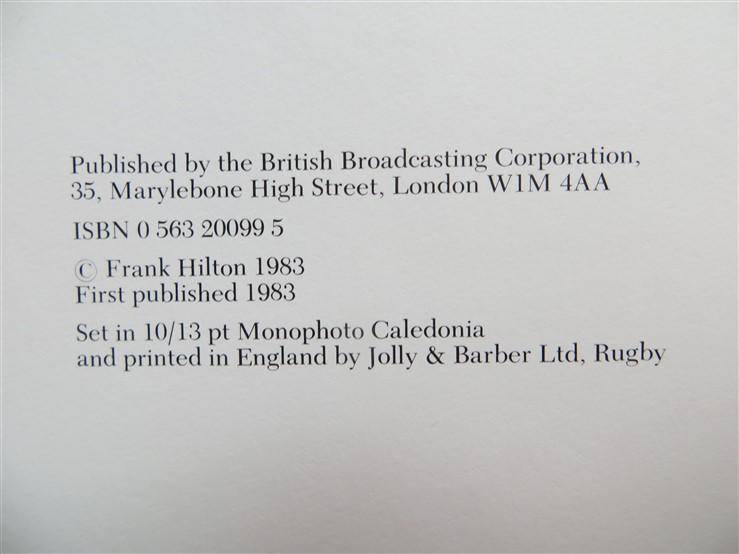 Published by the British Broadcasting Corporation,
35, Marylebone High Street, London W1M 4AA
ISBN 0 563 20099 5
© Frank Hilton 1983
First published 1983
Set in 10/13 pt Monophoto Caledonia
and printed in England by Jolly & Barber Ltd, Rugby